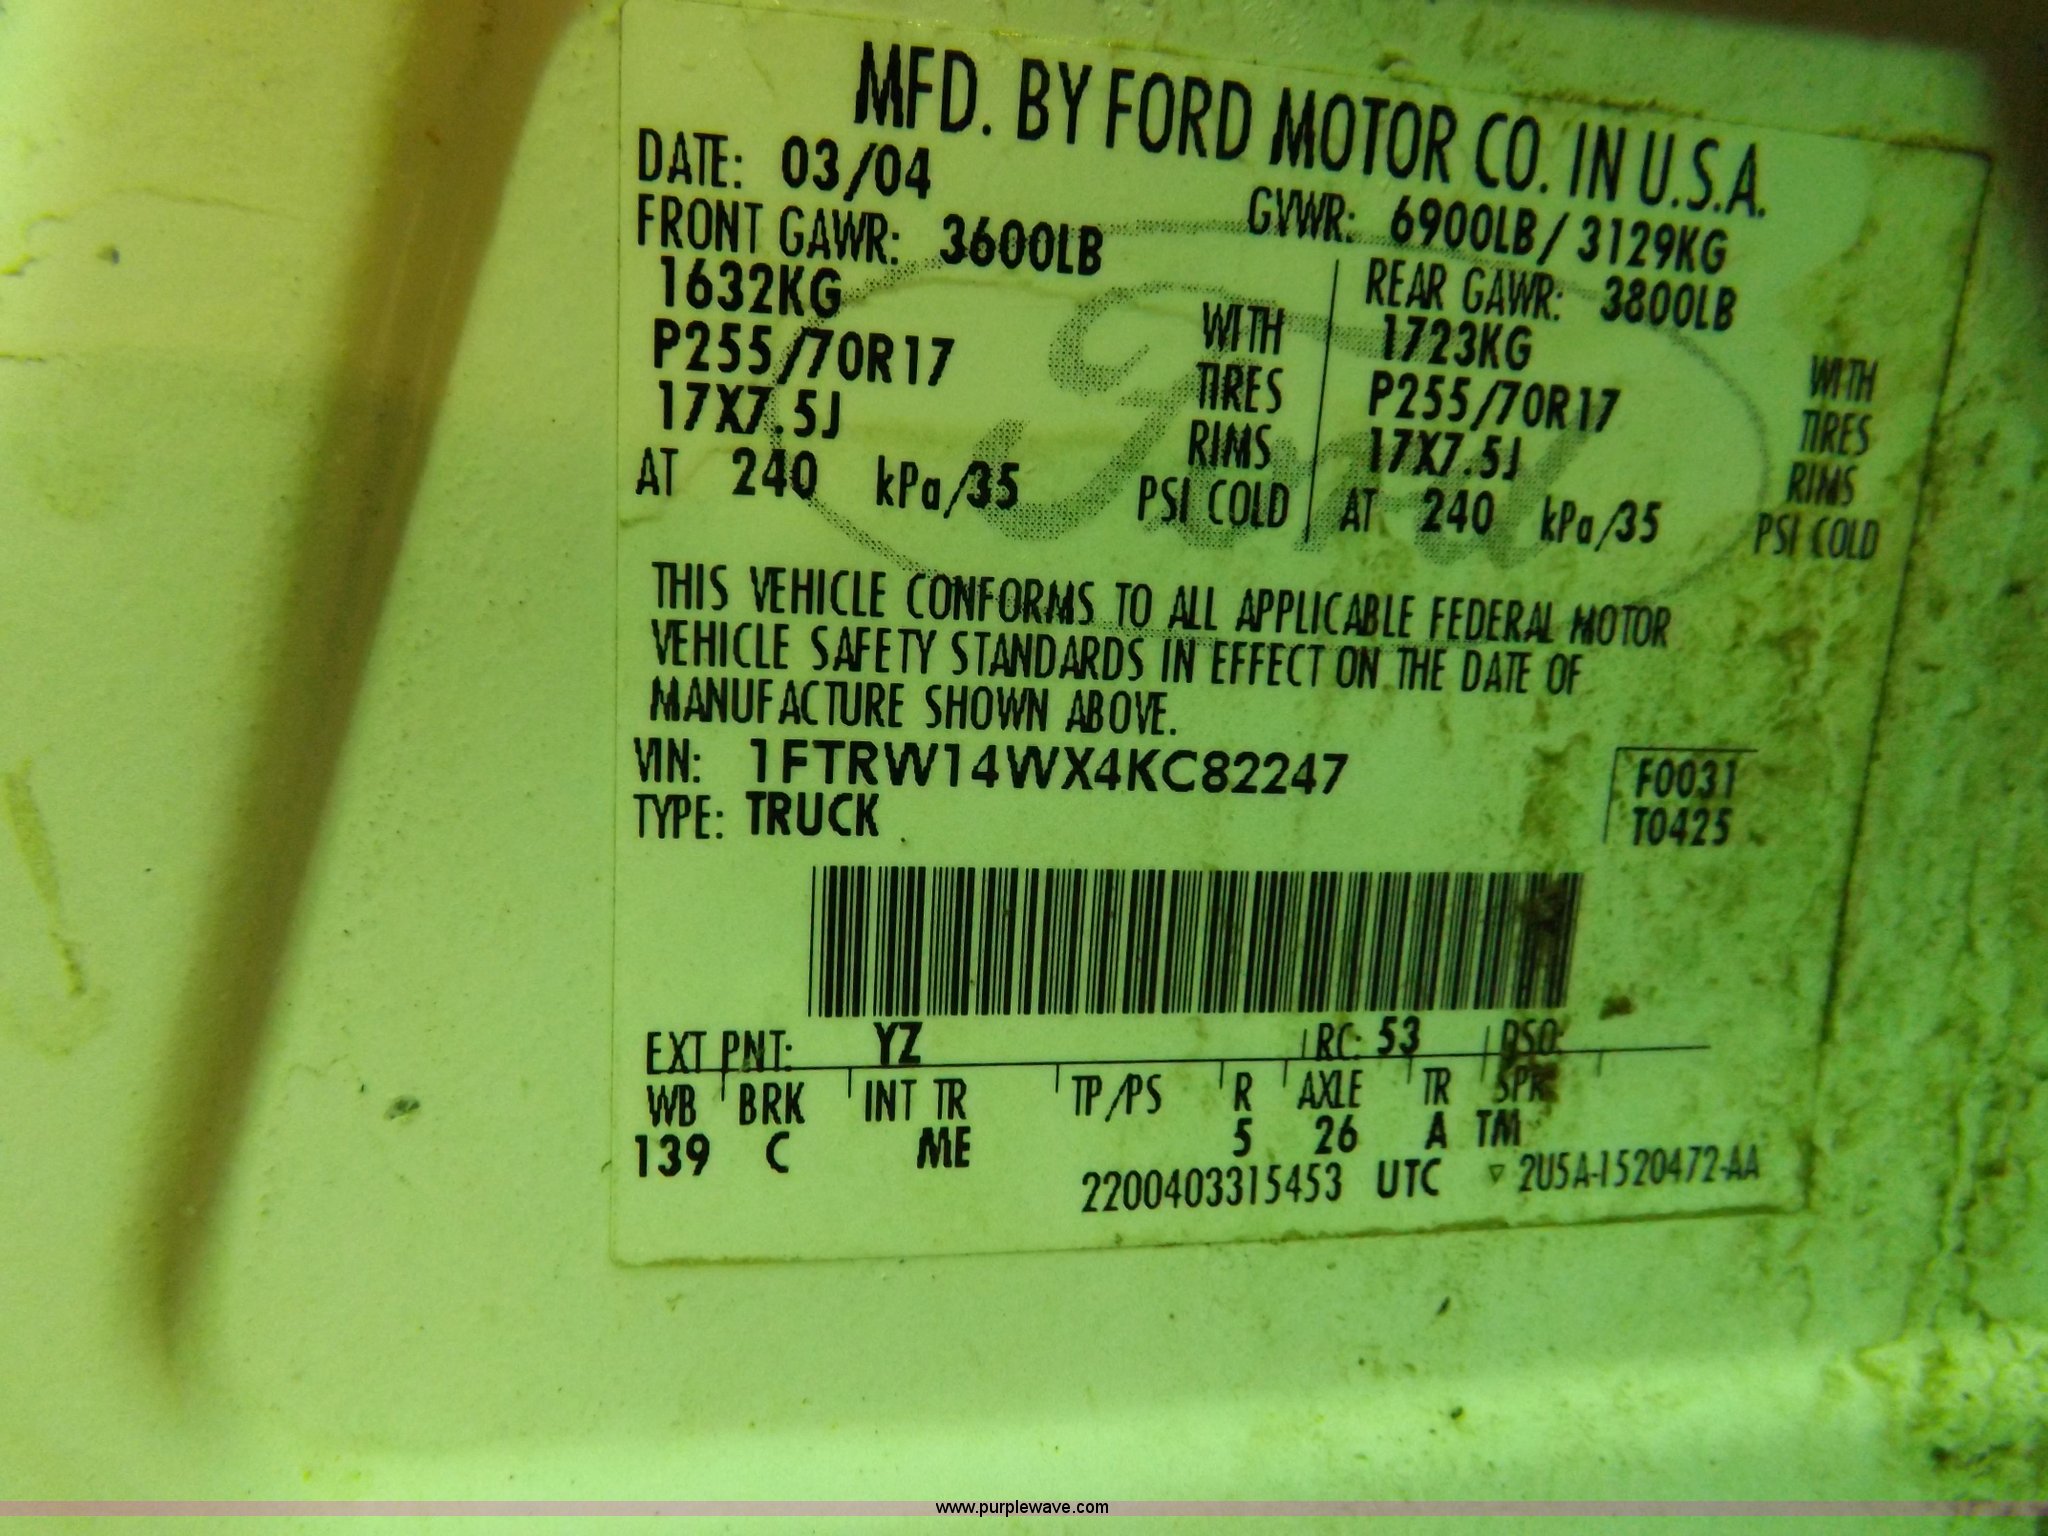 MFD. BY FORD MOTOR CO. IN U.S.A.
DATE: 03/04
GVWR: 6900LB/3129KG
FRONT GAWR: 3600LB
1632KG WITH
P255/70R17 TIRES
17X7.5J RIMS
AT 240 kPa/35 PSI COLD
REAR GAWR: 3800LB
1723KG WITH
P255/70R17 TIRES
17X7.5J RIMS
AT 240 kPa/35 PSI COLD
Ford
THIS VEHICLE CONFORMS TO ALL APPLICABLE FEDERAL MOTOR
VEHICLE SAFETY STANDARDS IN EFFECT ON THE DATE OF
MANUFACTURE SHOWN ABOVE.
VIN: 1FTRW14WX4KC82247
TYPE: TRUCK
F0031
T0425
EXT PNT: YZ RC: 53 DSO:
WB BRK INT TR TP/PS R AXLE TR SPR
139 C ME 5 26 A TM
2200403315453 UTC ▽ 2U5A-1520472-AA
www.purplewave.com